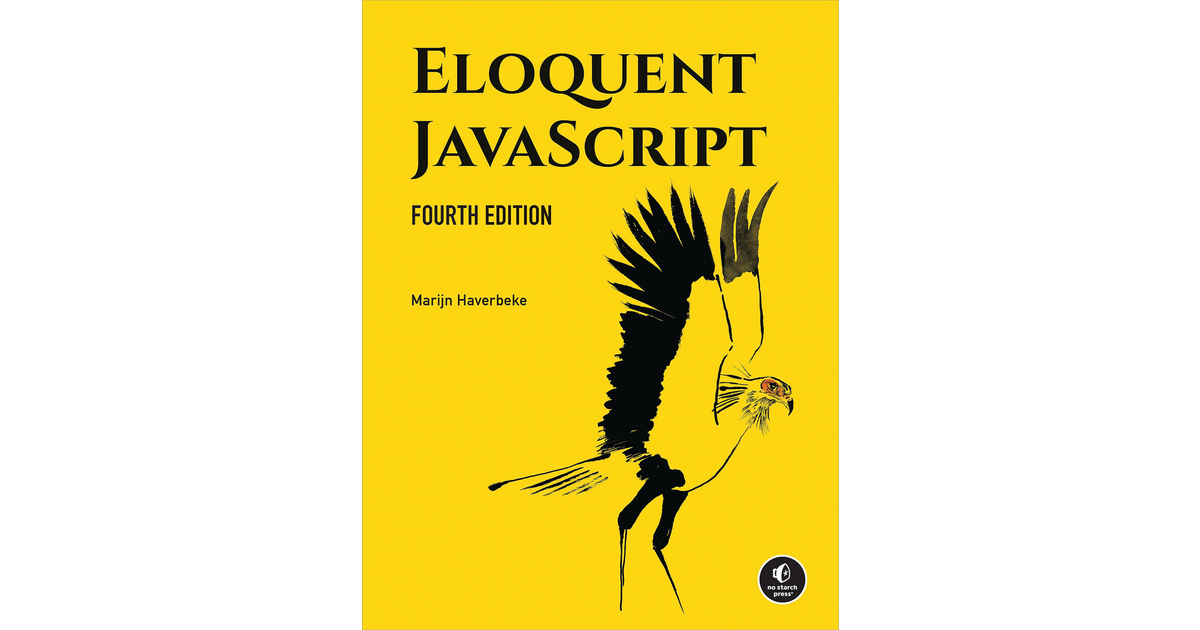 ELOQUENT
JAVASCRIPT
FOURTH EDITION
Marijn Haverbeke
no starch
press®